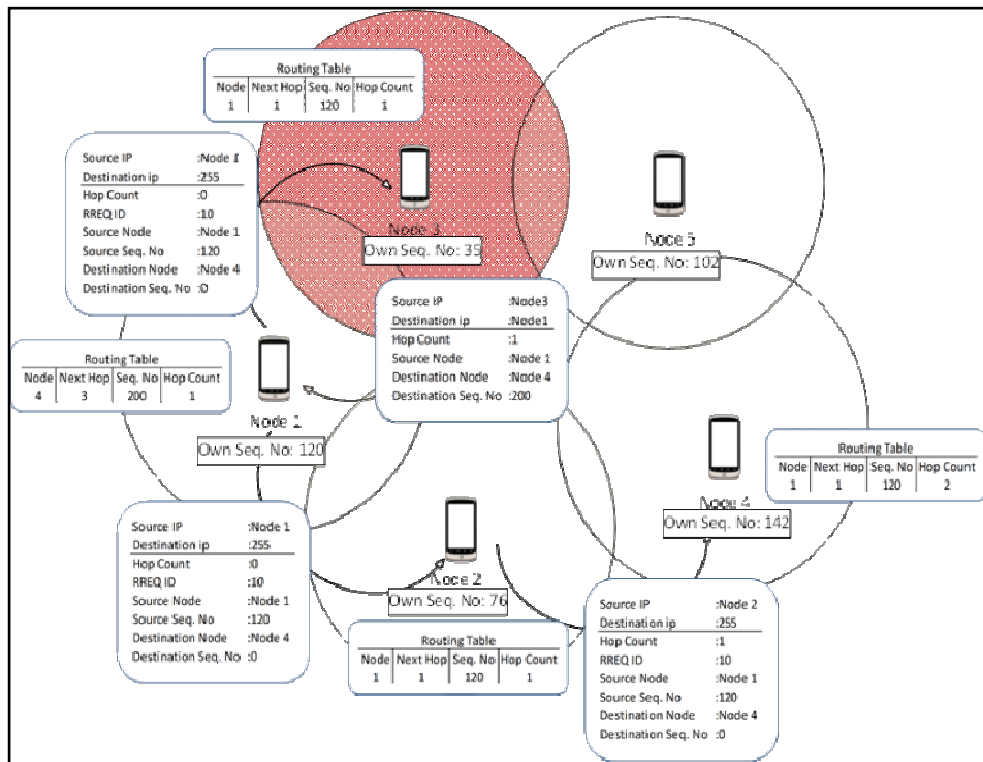 Routing Table
Node Next Hop Seq. No Hop Count
1 1 120 1
Source IP :Node 1
Destination ip :255
Hop Count :0
RREQ ID :10
Source Node :Node 1
Source Seq. No :120
Destination Node :Node 4
Destination Seq. No :0
Node 3
Own Seq. No: 35
Node 5
Own Seq. No: 102
Source IP :Node3
Destination ip :Node1
Hop Count :1
Source Node :Node 1
Destination Node :Node 4
Destination Seq. No :200
Routing Table
Node Next Hop Seq. No Hop Count
4 3 200 1
Node 1
Own Seq. No: 120
Routing Table
Node Next Hop Seq. No Hop Count
1 1 120 2
Node 4
Own Seq. No: 142
Source IP :Node 1
Destination ip :255
Hop Count :0
RREQ ID :10
Source Node :Node 1
Source Seq. No :120
Destination Node :Node 4
Destination Seq. No :0
Node 2
Own Seq. No: 76
Routing Table
Node Next Hop Seq. No Hop Count
1 1 120 1
Source IP :Node 2
Destination ip :255
Hop Count :1
RREQ ID :10
Source Node :Node 1
Source Seq. No :120
Destination Node :Node 4
Destination Seq. No :0